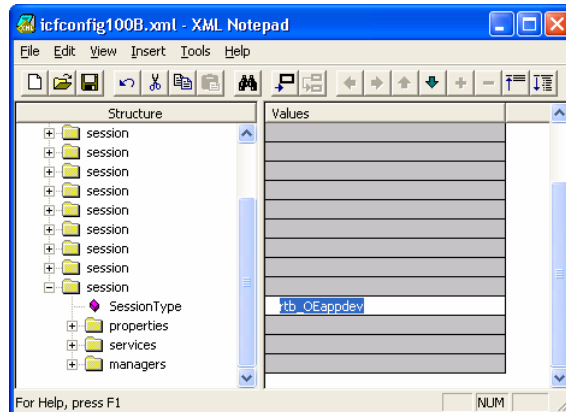 icfconfig100B.xml - XML Notepad
File Edit View Insert Tools Help
Structure Values
session
session
session
session
session
session
session
session
session
SessionType rtb_OEappdev
properties
services
managers
For Help, press F1 NUM